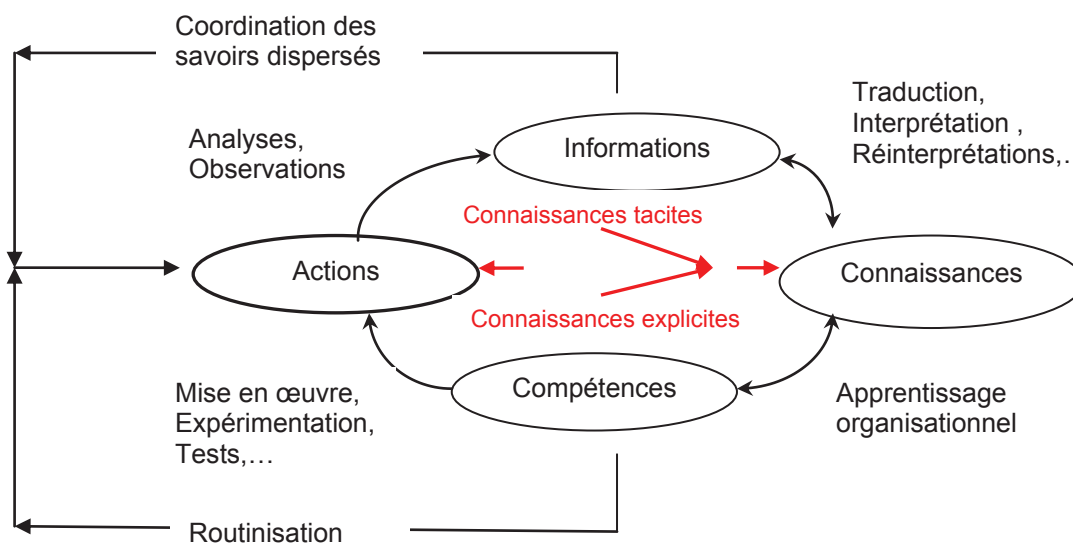 Coordination des
savoirs dispersés
Traduction,
Interprétation ,
Réinterprétations,..
Analyses,
Observations
Informations
Connaissances tacites
Actions
Connaissances
Connaissances explicites
Compétences
Mise en œuvre,
Expérimentation,
Tests,…
Apprentissage
organisationnel
Routinisation